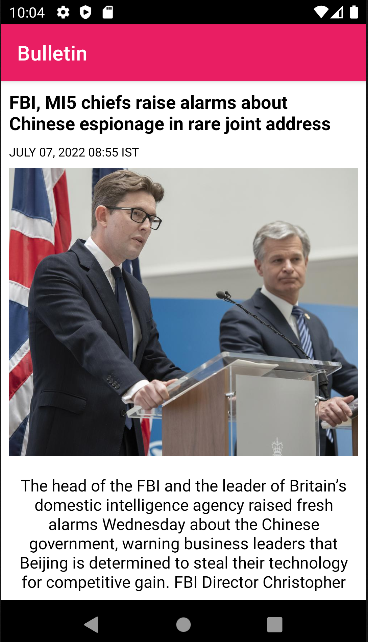 10:04
Bulletin
FBI, MI5 chiefs raise alarms about
Chinese espionage in rare joint address
JULY 07, 2022 08:55 IST
The head of the FBI and the leader of Britain's
domestic intelligence agency raised fresh
alarms Wednesday about the Chinese
government, warning business leaders that
Beijing is determined to steal their technology
for competitive gain. FBI Director Christopher